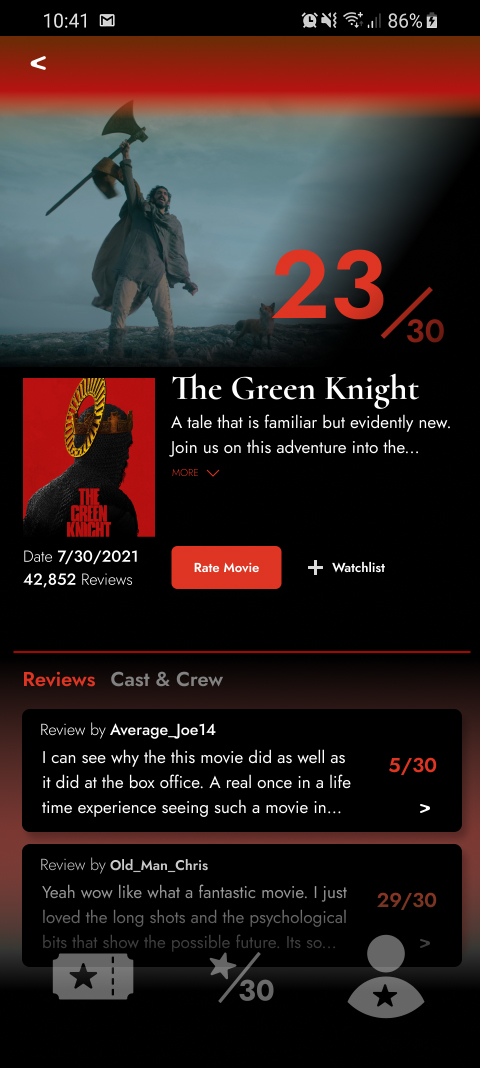 10:41
86%
<
23/30
The Green Knight
A tale that is familiar but evidently new.
Join us on this adventure into the...
MORE
THE
GREEN
KNIGHT
Date 7/30/2021
42,852 Reviews
Rate Movie
+ Watchlist
Reviews Cast & Crew
Review by Average_Joe14
I can see why the this movie did as well as
it did at the box office. A real once in a life
time experience seeing such a movie in...
5/30
>
Review by Old_Man_Chris
Yeah wow like what a fantastic movie. I just
loved the long shots and the psychological
bits that show the possible future. Its so...
29/30
>
/30